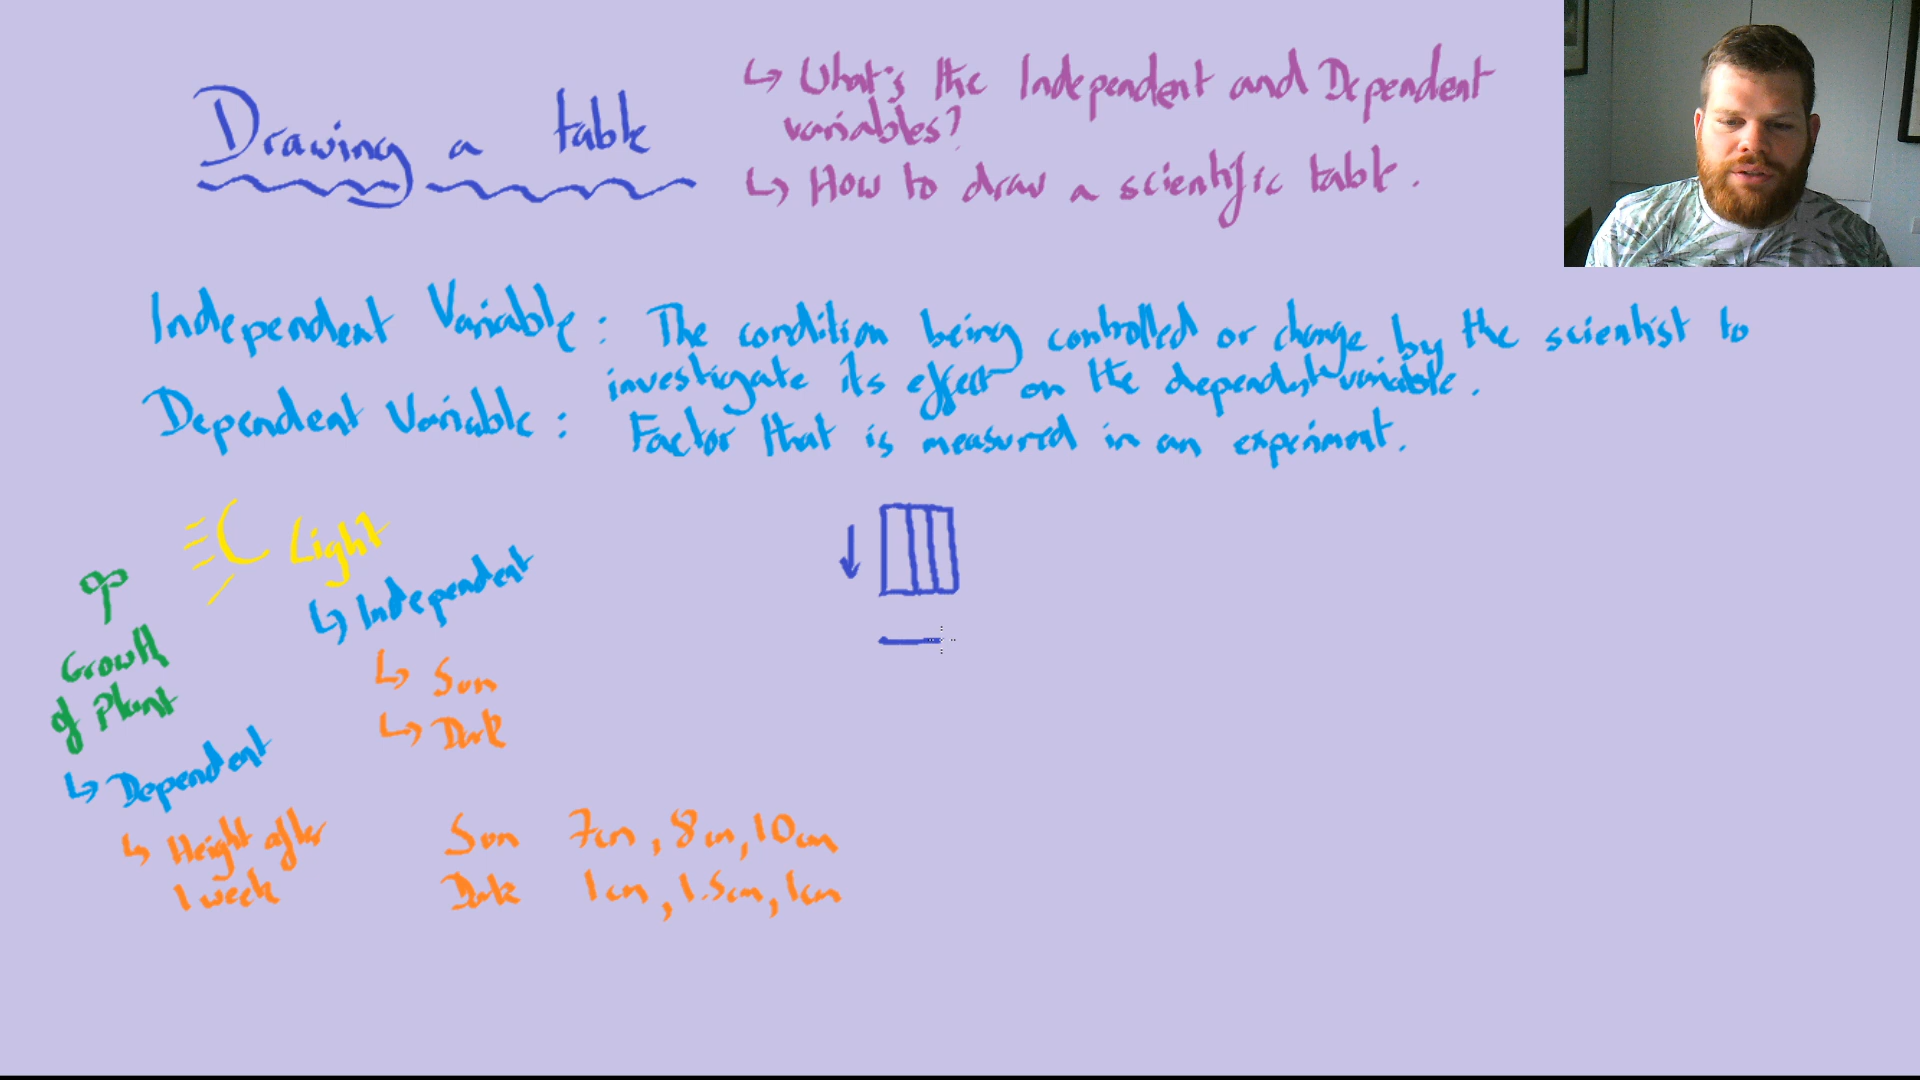 Drawing a table
↳ What's the Independent and Dependent
variables?
↳ How to draw a scientific table.
Independent Variable: The condition being controlled or change by the scientist to
investigate its effect on the dependent variable.
Dependent Variable: Factor that is measured in an experiment.
Light
↳ Independent
↳ Sun
↳ Dark
Growth
of Plant
↳ Dependent
↳ Height after
1 week
Sun 7cm, 8cm, 10cm
Dark 1cm, 1.5cm, 1cm